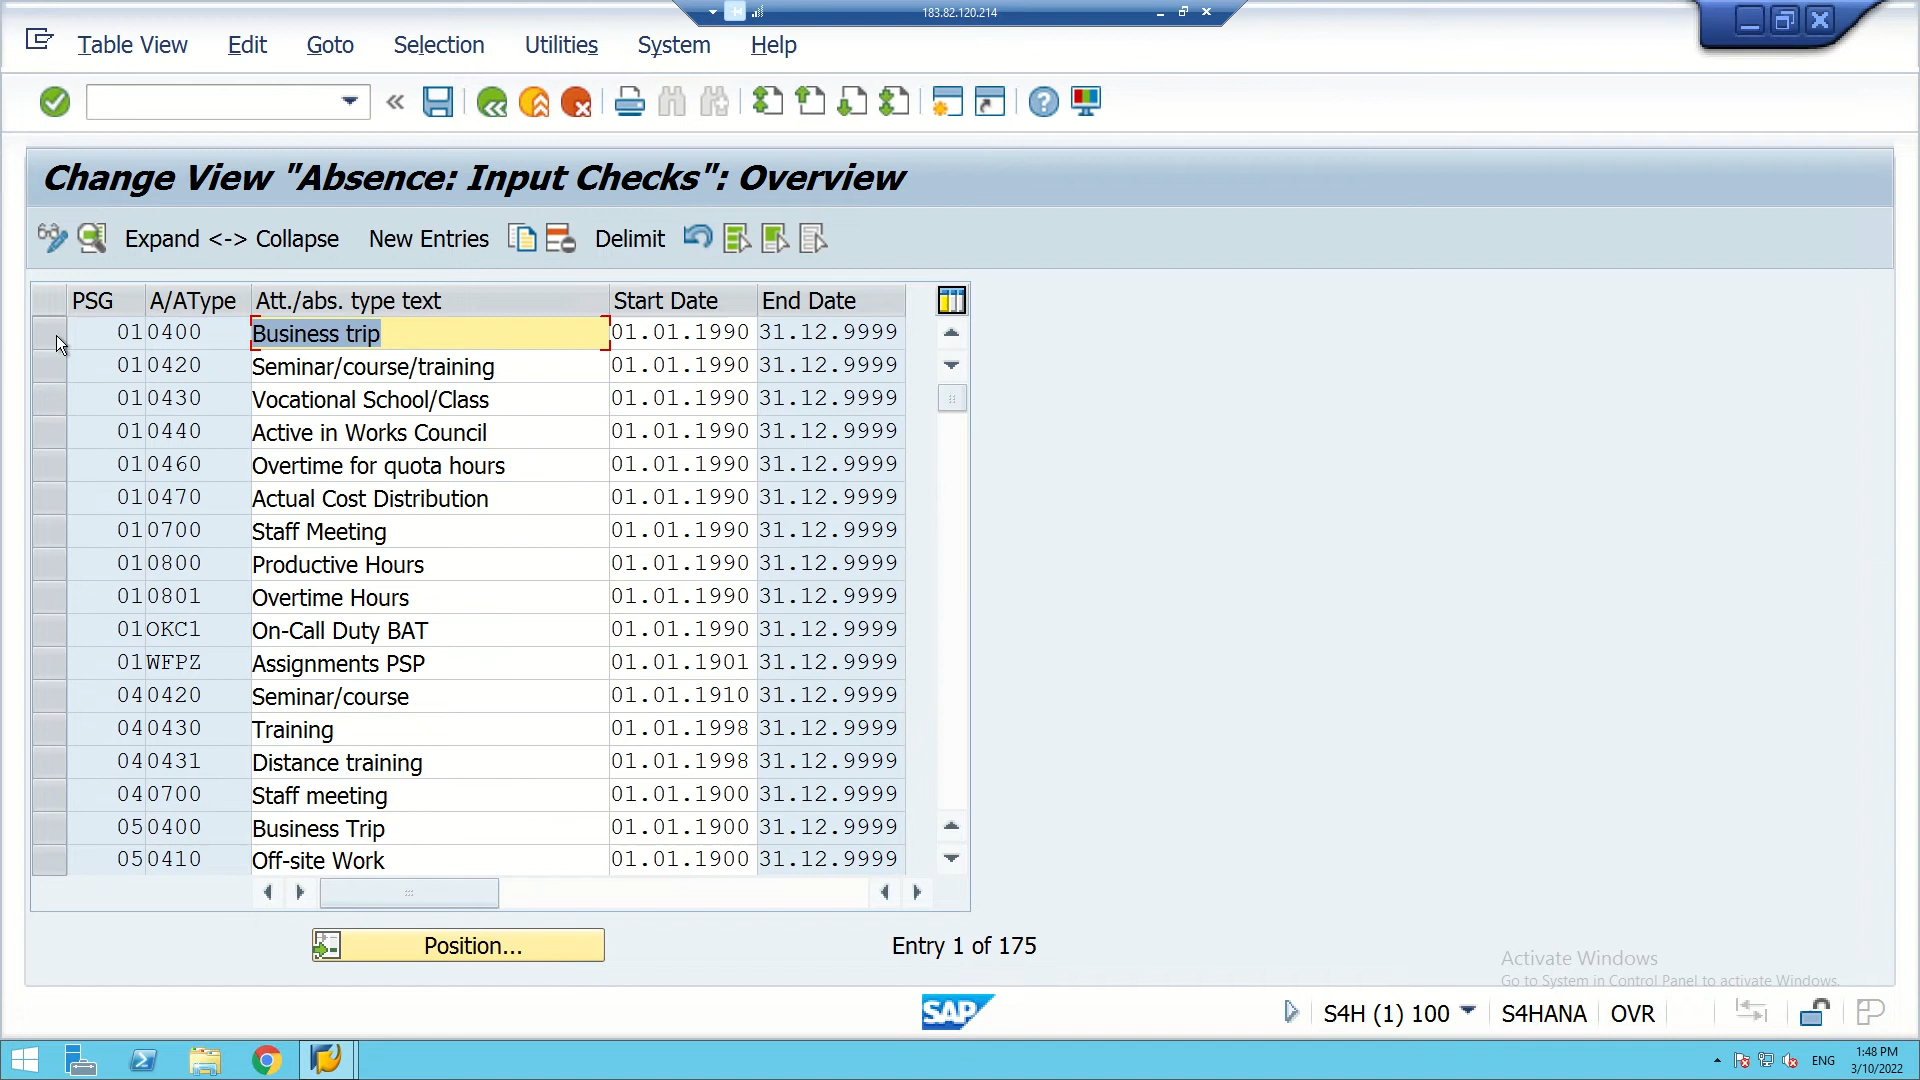 183.82.120.214
Table View Edit Goto Selection Utilities System Help
Change View "Absence: Input Checks": Overview
Expand <-> Collapse New Entries Delimit
PSG A/AType Att./abs. type text Start Date End Date
01 0400 Business trip 01.01.1990 31.12.9999
01 0420 Seminar/course/training 01.01.1990 31.12.9999
01 0430 Vocational School/Class 01.01.1990 31.12.9999
01 0440 Active in Works Council 01.01.1990 31.12.9999
01 0460 Overtime for quota hours 01.01.1990 31.12.9999
01 0470 Actual Cost Distribution 01.01.1990 31.12.9999
01 0700 Staff Meeting 01.01.1990 31.12.9999
01 0800 Productive Hours 01.01.1990 31.12.9999
01 0801 Overtime Hours 01.01.1990 31.12.9999
01 OKC1 On-Call Duty BAT 01.01.1990 31.12.9999
01 WFPZ Assignments PSP 01.01.1901 31.12.9999
04 0420 Seminar/course 01.01.1910 31.12.9999
04 0430 Training 01.01.1998 31.12.9999
04 0431 Distance training 01.01.1998 31.12.9999
04 0700 Staff meeting 01.01.1900 31.12.9999
05 0400 Business Trip 01.01.1900 31.12.9999
05 0410 Off-site Work 01.01.1900 31.12.9999
Position... Entry 1 of 175
Activate Windows
Go to System in Control Panel to activate Windows.
SAP S4H (1) 100 S4HANA OVR
ENG 1:48 PM
3/10/2022